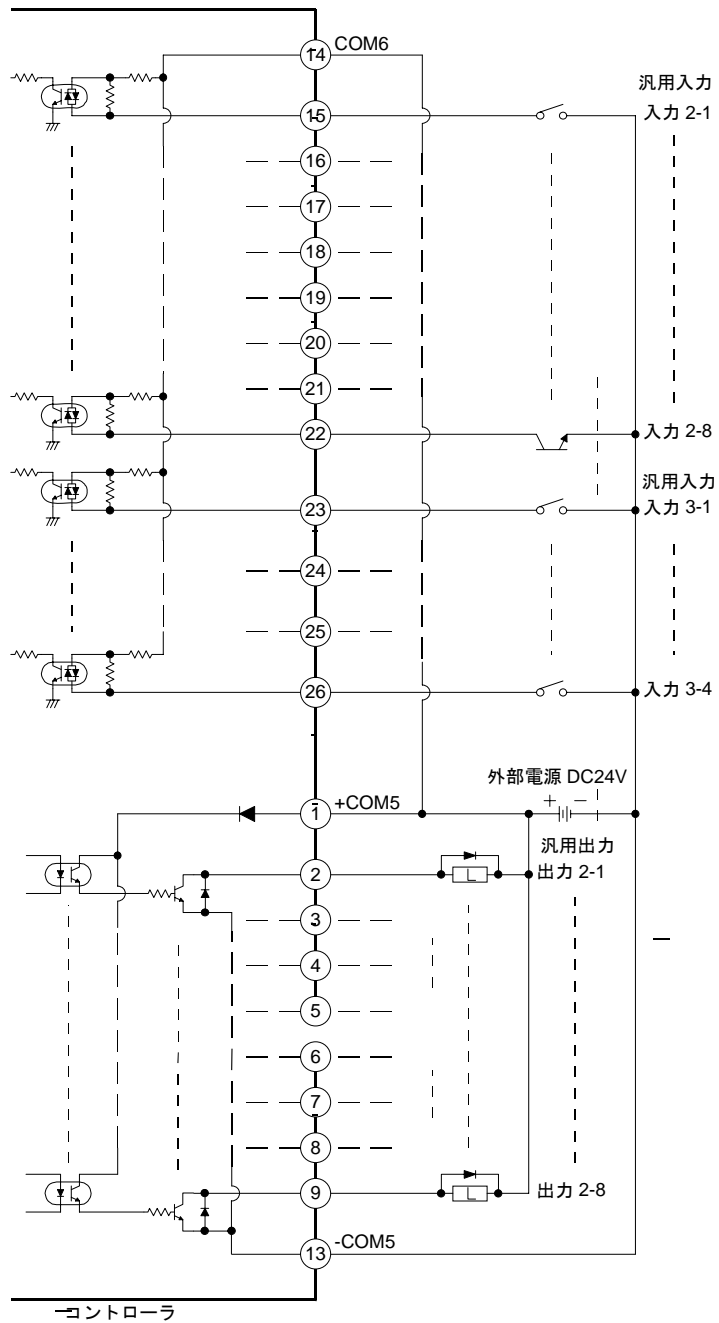 14 COM6
汎用入力
15 入力 2-1
16
17
18
19
20
21
22 入力 2-8
汎用入力
23 入力 3-1
24
25
26 入力 3-4
外部電源 DC24V
+ −
1 +COM5
汎用出力
2 L 出力 2-1
3
4
5
6
7
8
9 L 出力 2-8
13 -COM5
コントローラ